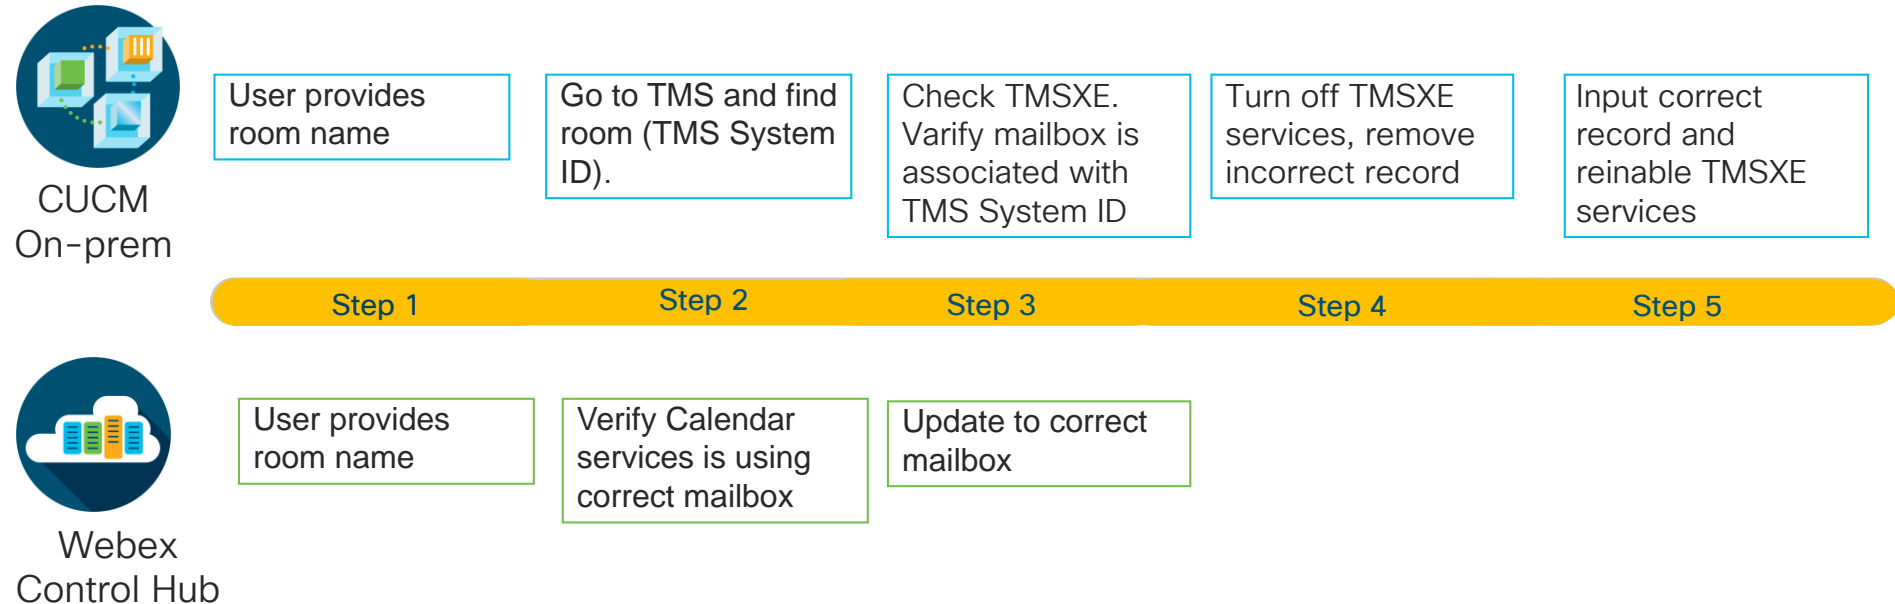 CUCM
On-prem
User provides
room name
Go to TMS and find
room (TMS System
ID).
Check TMSXE.
Varify mailbox is
associated with
TMS System ID
Turn off TMSXE
services, remove
incorrect record
Input correct
record and
reinable TMSXE
services
Step 1
Step 2
Step 3
Step 4
Step 5
Webex
Control Hub
User provides
room name
Verify Calendar
services is using
correct mailbox
Update to correct
mailbox